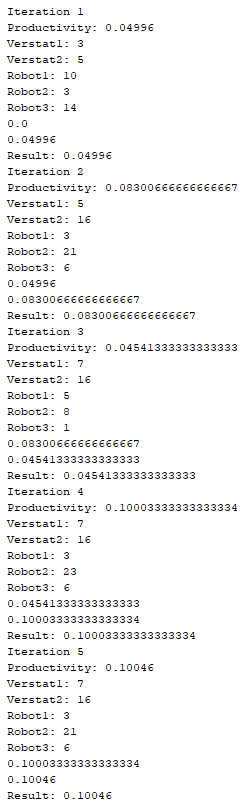 Iteration 1
Productivity: 0.04996
Verstat1: 3
Verstat2: 5
Robot1: 10
Robot2: 3
Robot3: 14
0.0
0.04996
Result: 0.04996
Iteration 2
Productivity: 0.08300666666666667
Verstat1: 5
Verstat2: 16
Robot1: 3
Robot2: 21
Robot3: 6
0.04996
0.08300666666666667
Result: 0.08300666666666667
Iteration 3
Productivity: 0.04541333333333333
Verstat1: 7
Verstat2: 16
Robot1: 5
Robot2: 8
Robot3: 1
0.08300666666666667
0.04541333333333333
Result: 0.04541333333333333
Iteration 4
Productivity: 0.10003333333333334
Verstat1: 7
Verstat2: 16
Robot1: 3
Robot2: 23
Robot3: 6
0.04541333333333333
0.10003333333333334
Result: 0.10003333333333334
Iteration 5
Productivity: 0.10046
Verstat1: 7
Verstat2: 16
Robot1: 3
Robot2: 21
Robot3: 6
0.10003333333333334
0.10046
Result: 0.10046